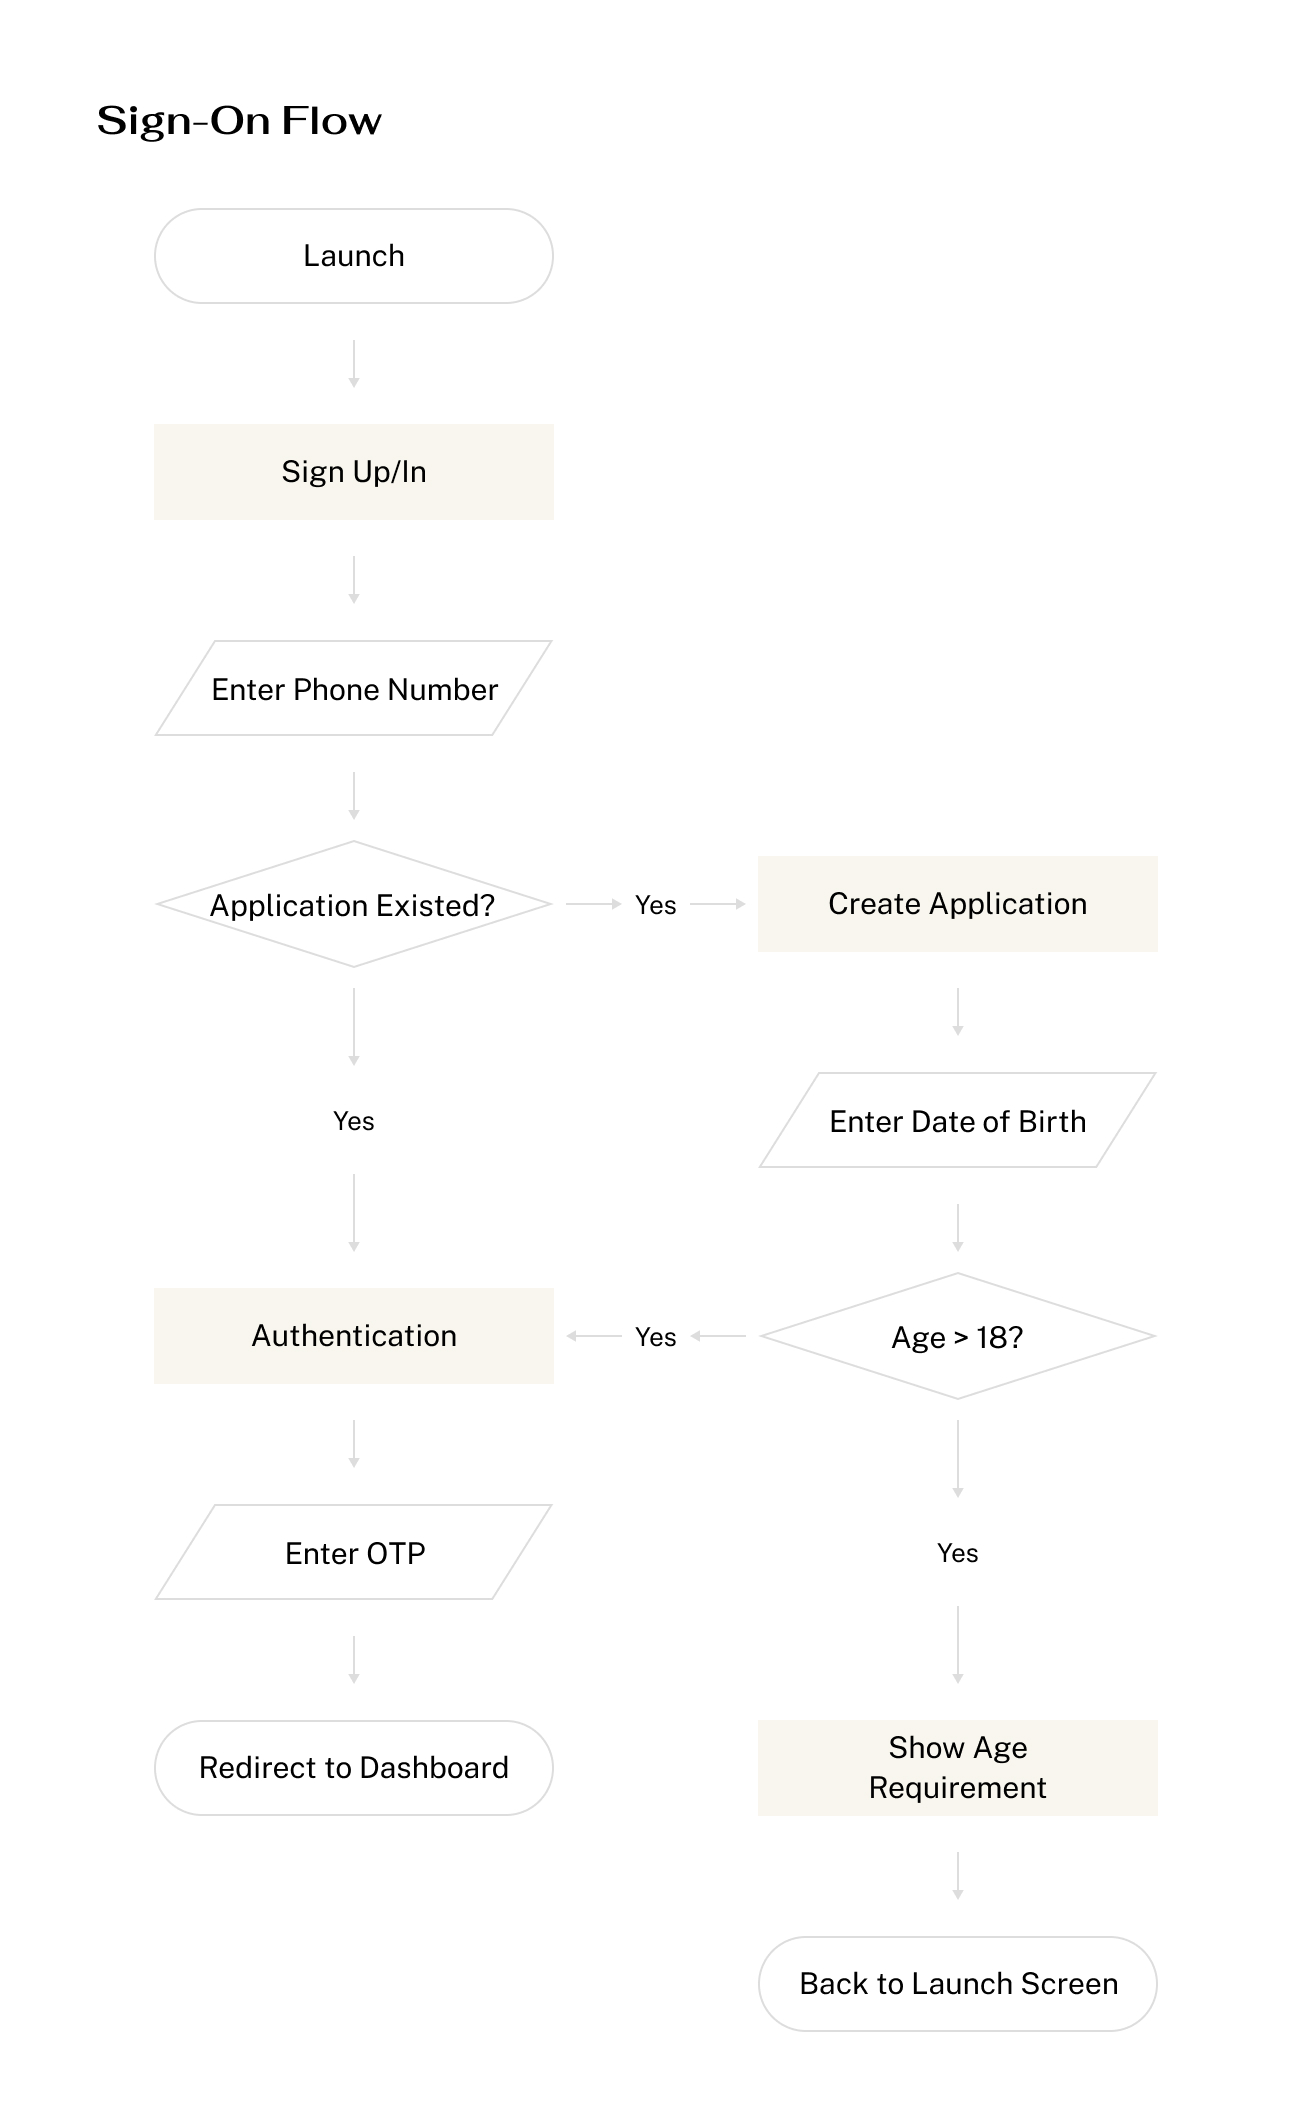 Sign-On Flow
Launch
Sign Up/In
Enter Phone Number
Application Existed?
Yes
Create Application
Yes
Enter Date of Birth
Authentication
Yes
Age > 18?
Enter OTP
Yes
Redirect to Dashboard
Show Age
Requirement
Back to Launch Screen